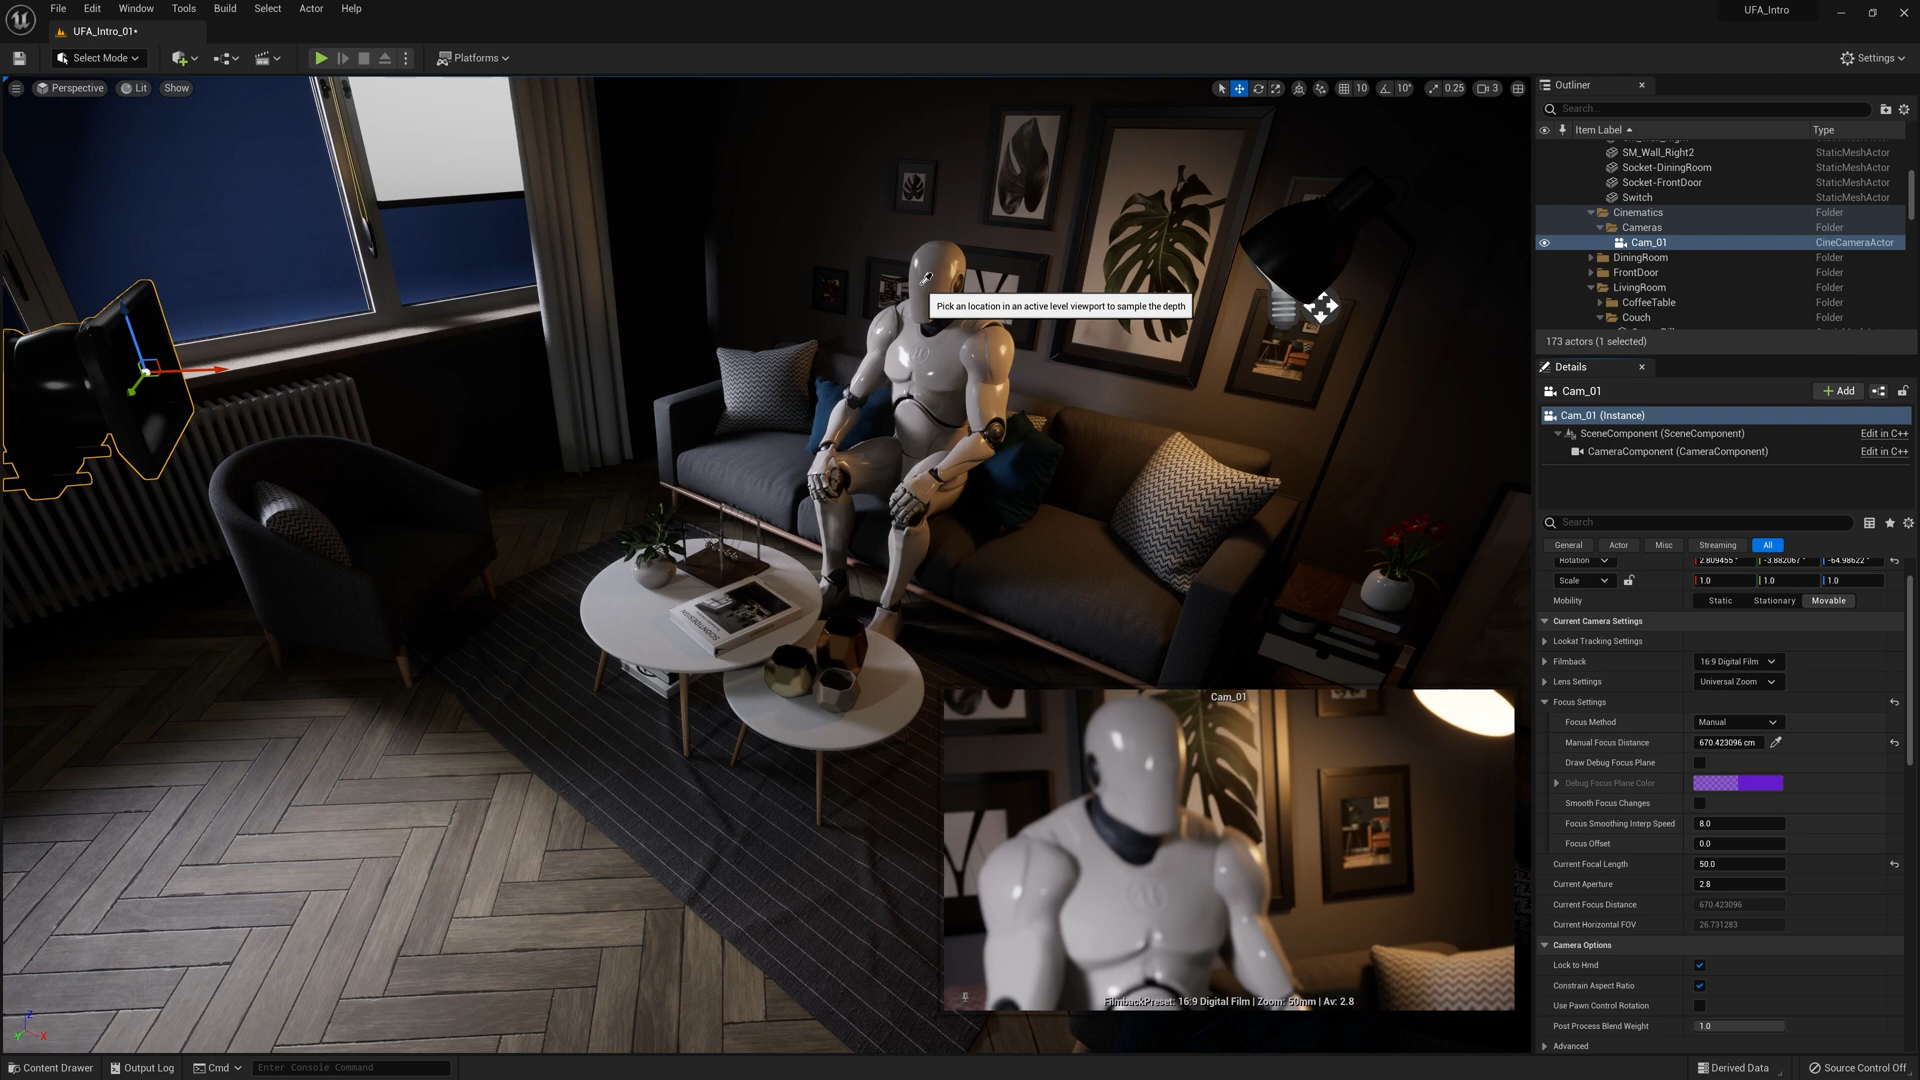 File Edit Window Tools Build Select Actor Help
UFA_Intro
UFA_Intro_01*
Select Mode
Platforms
Settings
Perspective
Lit
Show
10
10°
0.25
3
Pick an location in an active level viewport to sample the depth
Cam_01
FilmbackPreset: 16:9 Digital Film | Zoom: 50mm | Av: 2.8
Outliner
Search...
Item Label Type
SM_Wall_Right2 StaticMeshActor
Socket-DiningRoom StaticMeshActor
Socket-FrontDoor StaticMeshActor
Switch StaticMeshActor
Cinematics Folder
Cameras Folder
Cam_01 CineCameraActor
DiningRoom Folder
FrontDoor Folder
LivingRoom Folder
CoffeeTable Folder
Couch Folder
173 actors (1 selected)
Details
Cam_01
Add
Cam_01 (Instance)
SceneComponent (SceneComponent) Edit in C++
CameraComponent (CameraComponent) Edit in C++
Search
General Actor Misc Streaming All
Rotation 2.809455° -3.882067° -64.98622°
Scale 1.0 1.0 1.0
Mobility Static Stationary Movable
Current Camera Settings
Lookat Tracking Settings
Filmback 16:9 Digital Film
Lens Settings Universal Zoom
Focus Settings
Focus Method Manual
Manual Focus Distance 670.423096 cm
Draw Debug Focus Plane
Debug Focus Plane Color
Smooth Focus Changes
Focus Smoothing Interp Speed 8.0
Focus Offset 0.0
Current Focal Length 50.0
Current Aperture 2.8
Current Focus Distance 670.423096
Current Horizontal FOV 26.731283
Camera Options
Lock to Hmd
Constrain Aspect Ratio
Use Pawn Control Rotation
Post Process Blend Weight 1.0
Advanced
Z
Y X
Content Drawer
Output Log
Cmd
Enter Console Command
Derived Data
Source Control Off